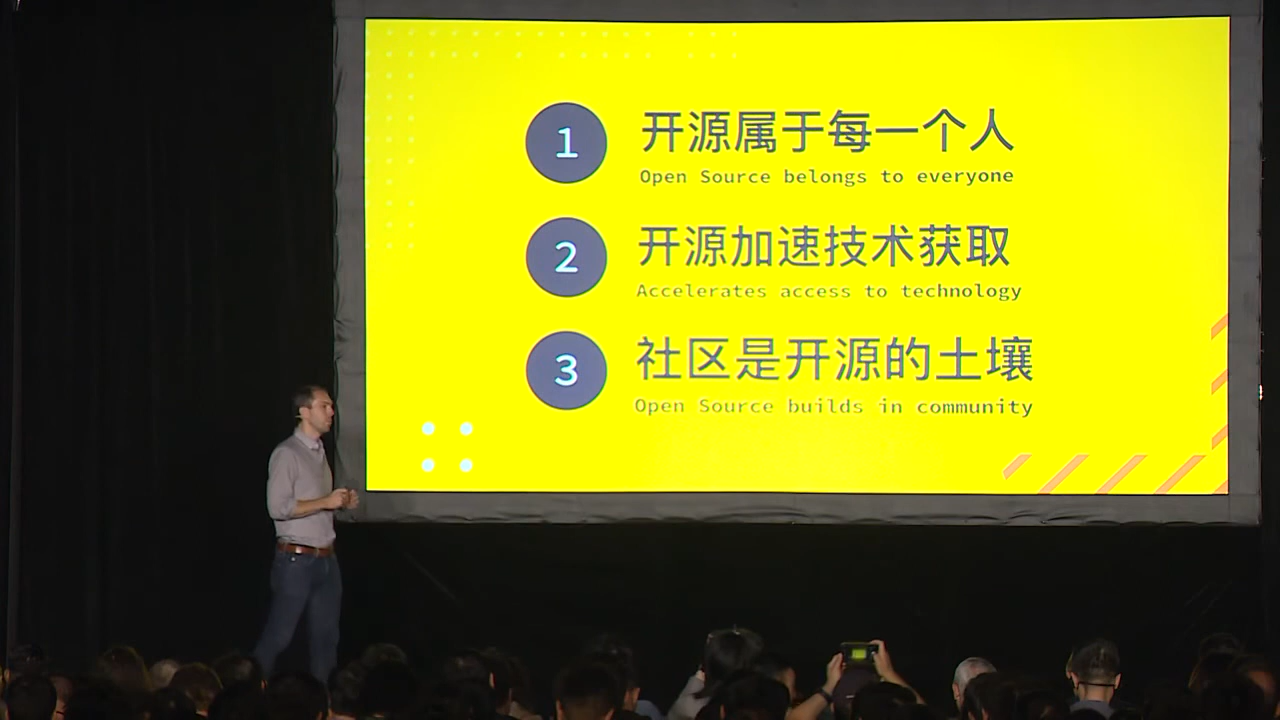 1
开源属于每一个人
Open Source belongs to everyone
2
开源加速技术获取
Accelerates access to technology
3
社区是开源的土壤
Open Source builds in community